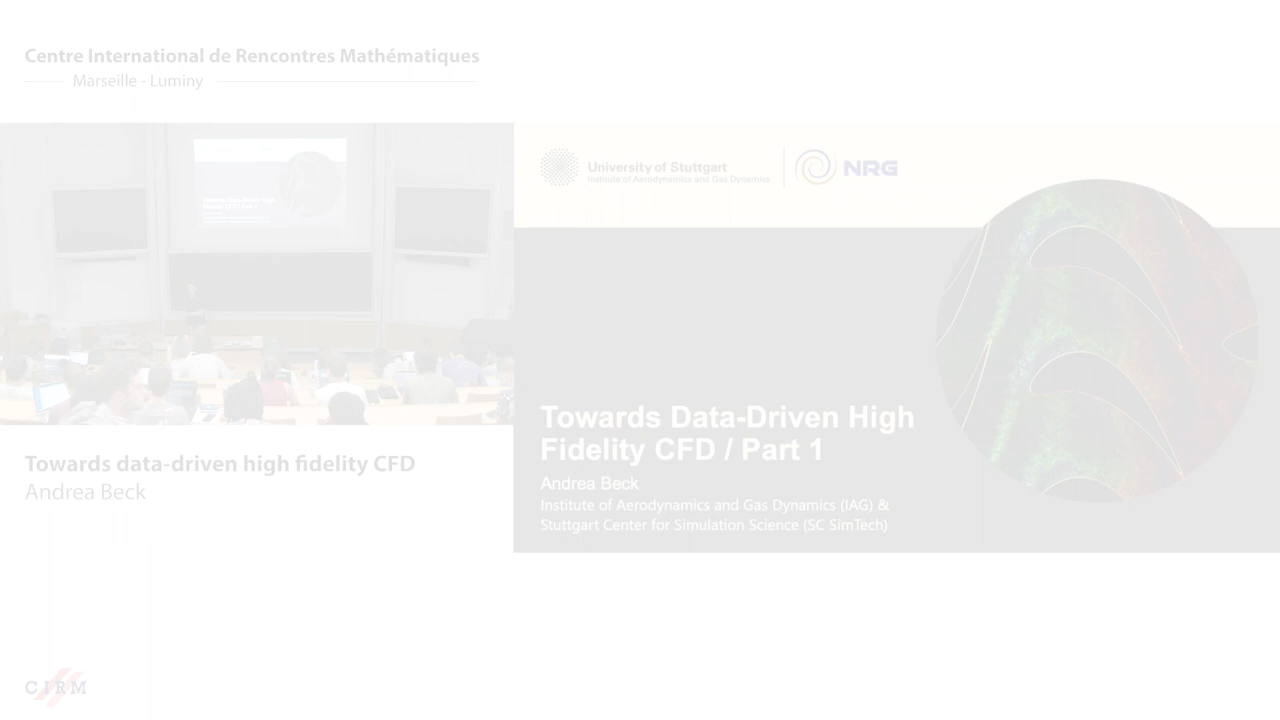 Centre International de Rencontres Mathématiques
Marseille - Luminy
University of Stuttgart
Institute of Aerodynamics and Gas Dynamics
NRG
Towards Data-Driven High
Fidelity CFD / Part 1
Andrea Beck
Institute of Aerodynamics and Gas Dynamics (IAG) &
Stuttgart Center for Simulation Science (SC SimTech)
Towards data-driven high fidelity CFD
Andrea Beck
CIRM